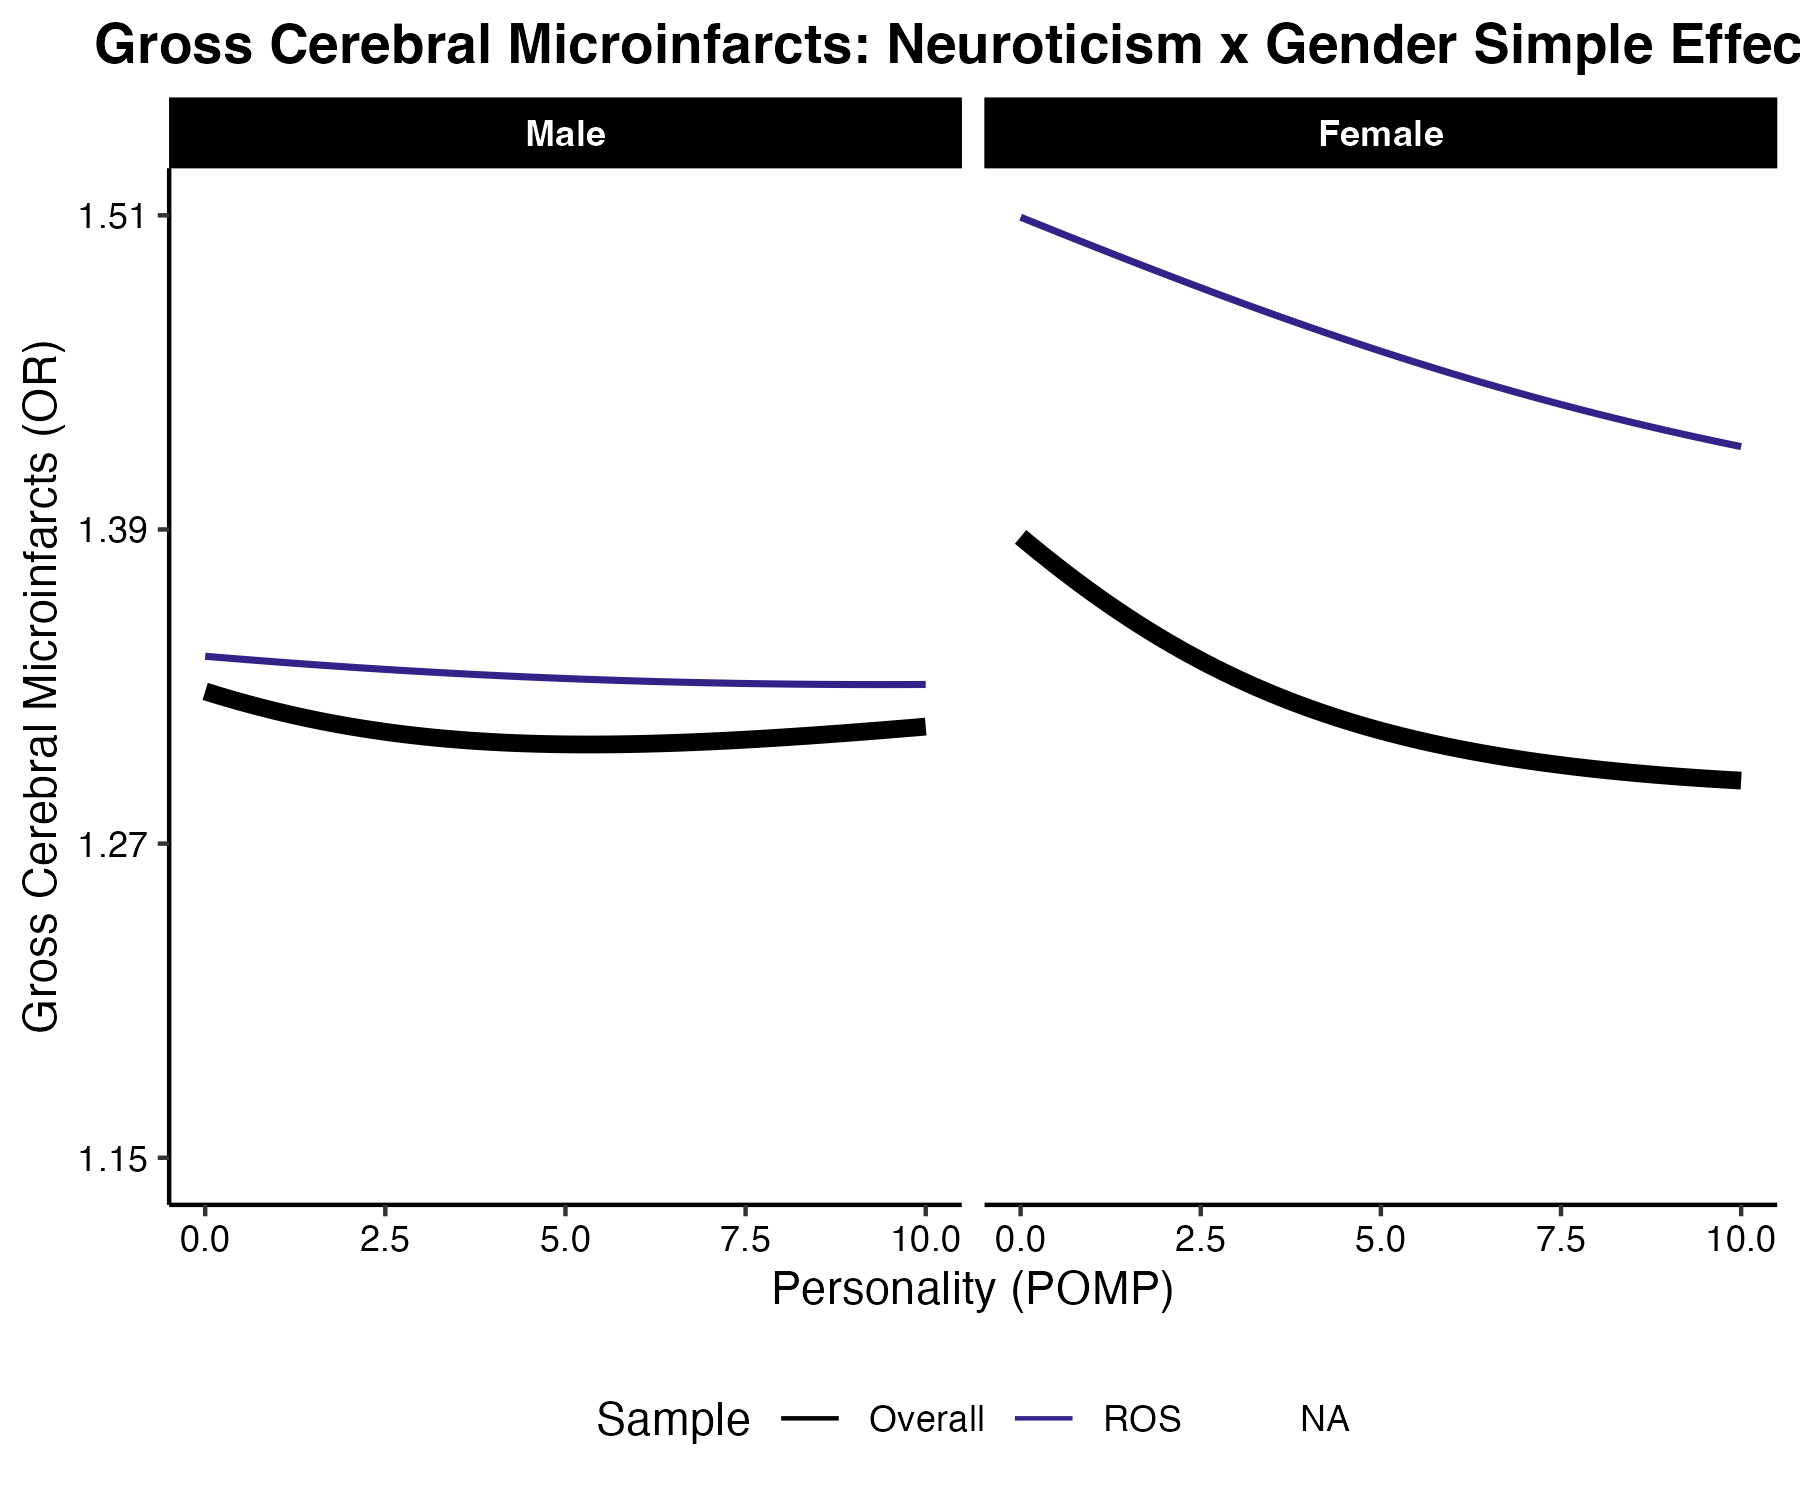 Gross Cerebral Microinfarcts: Neuroticism x Gender Simple Effec
Male
Female
Gross Cerebral Microinfarcts (OR)
1.51
1.39
1.27
1.15
0.0 2.5 5.0 7.5 10.0 0.0 2.5 5.0 7.5 10.0
Personality (POMP)
Sample Overall ROS NA